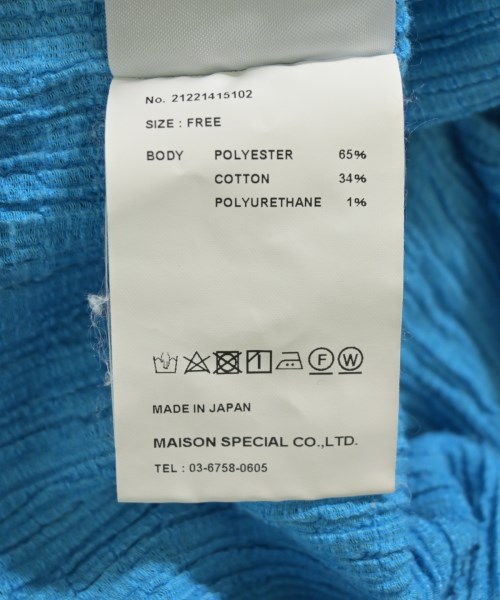 No. 21221415102
SIZE : FREE
BODY POLYESTER 65%
COTTON 34%
POLYURETHANE 1%
F W
MADE IN JAPAN
MAISON SPECIAL CO.,LTD.
TEL : 03-6758-0605